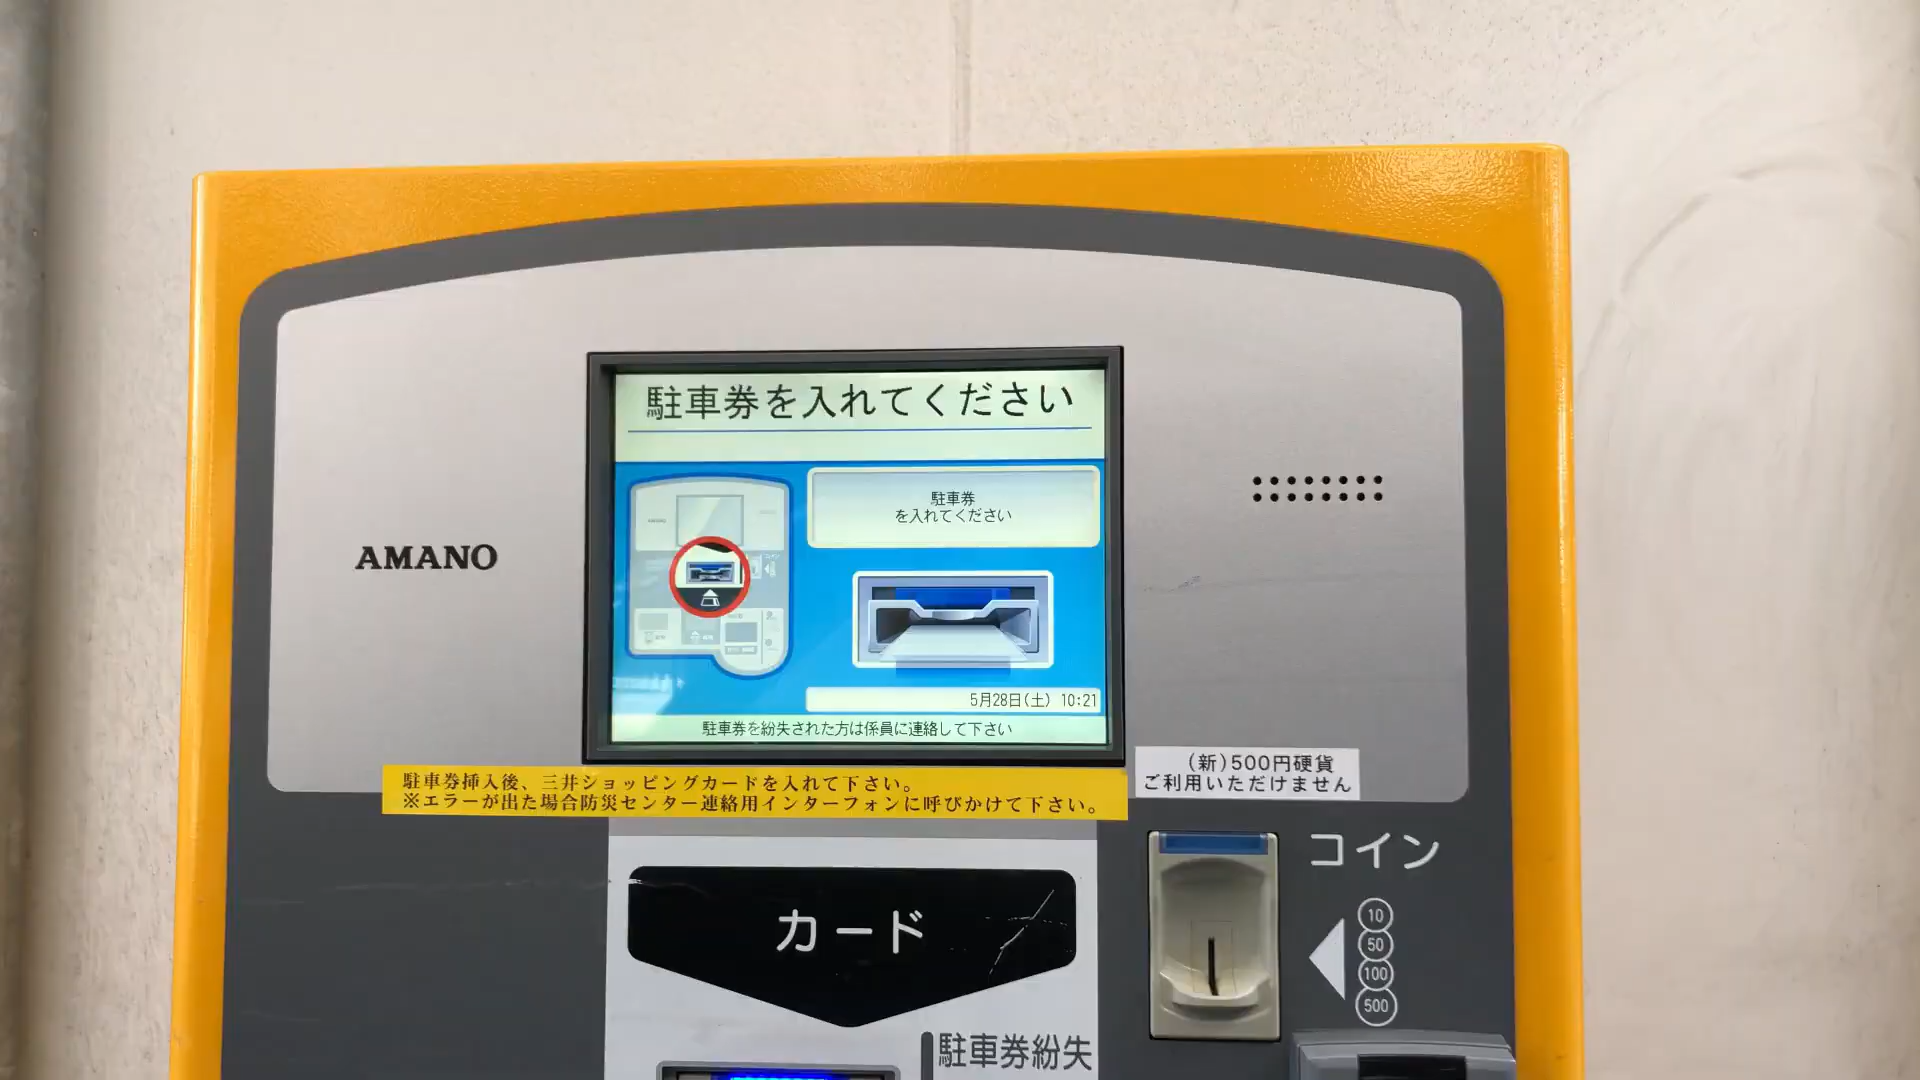 駐車券を入れてください
駐車券
を入れてください
AMANO
5月28日(土) 10:21
駐車券を紛失された方は係員に連絡して下さい
駐車券挿入後、三井ショッピングカードを入れて下さい。
※エラーが出た場合防災センター連絡用インターフォンに呼びかけて下さい。
(新)500円硬貨
ご利用いただけません
コイン
10
50
100
500
カード
駐車券紛失